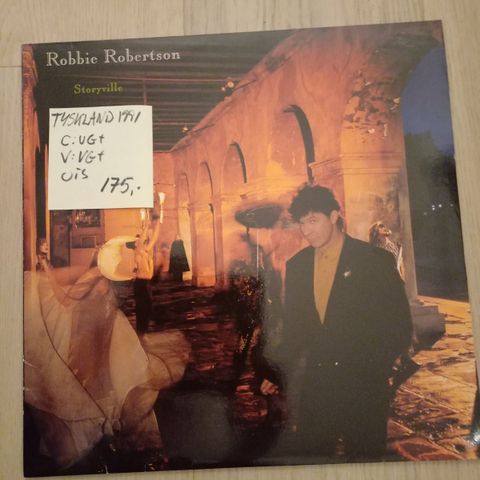 Robbie Robertson
Storyville
TYSKLAND 1991
C: VG+
V: VG+
OIS
175,-